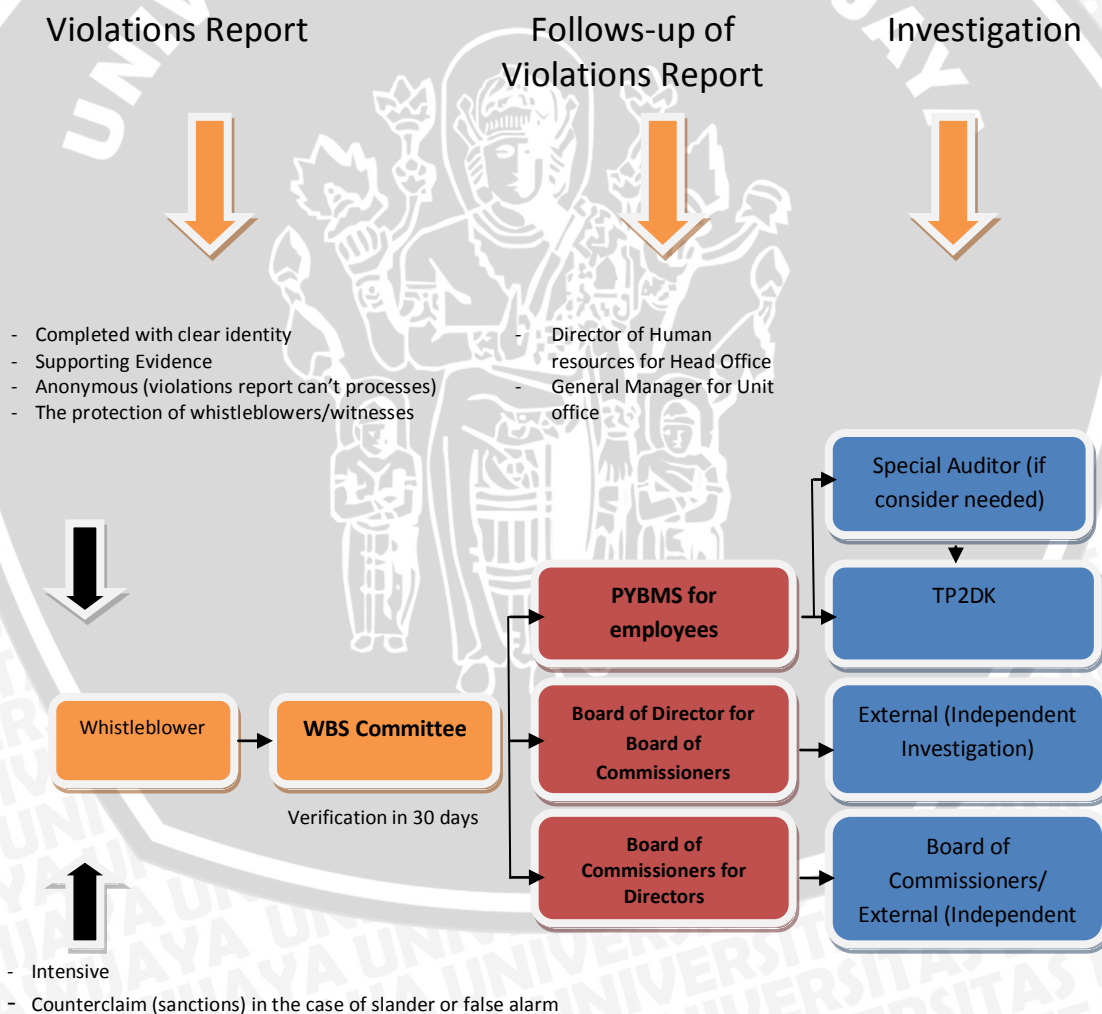 Violations Report
Follows-up of
Violations Report
Investigation
- Completed with clear identity
- Supporting Evidence
- Anonymous (violations report can't processes)
- The protection of whistleblowers/witnesses
- Director of Human
resources for Head Office
- General Manager for Unit
office
Special Auditor (if
consider needed)
PYBMS for
employees
TP2DK
Whistleblower
WBS Committee
Verification in 30 days
Board of Director for
Board of
Commissioners
External (Independent
Investigation)
Board of
Commissioners for
Directors
Board of
Commissioners/
External (Independent
- Intensive
- Counterclaim (sanctions) in the case of slander or false alarm